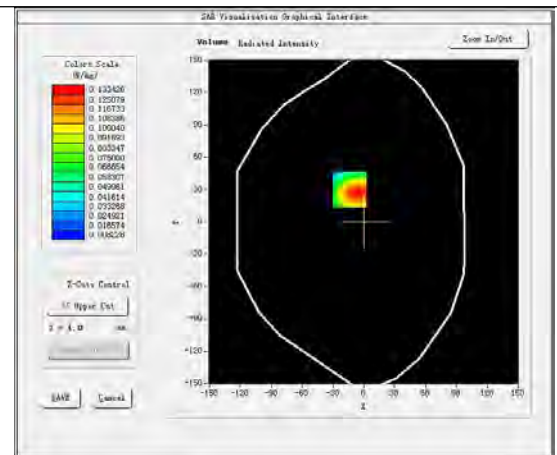 SAR Visualisation Graphical Interface
Volume Radiated Intensity
Zoom In/Out
Colors Scale
(W/kg)
0.133426
0.125079
0.116733
0.108386
0.100040
0.091693
0.083347
0.075000
0.066654
0.058307
0.049961
0.041614
0.033268
0.024921
0.016574
0.008228
150
120
90
60
30
0
-30
-60
-90
-120
-150
-150 -120 -90 -60 -30 0 30 60 90 120 150
X
Y
Z-Cuts Control
Upper Cut
Z = 4.0 mm
SAVE Cancel